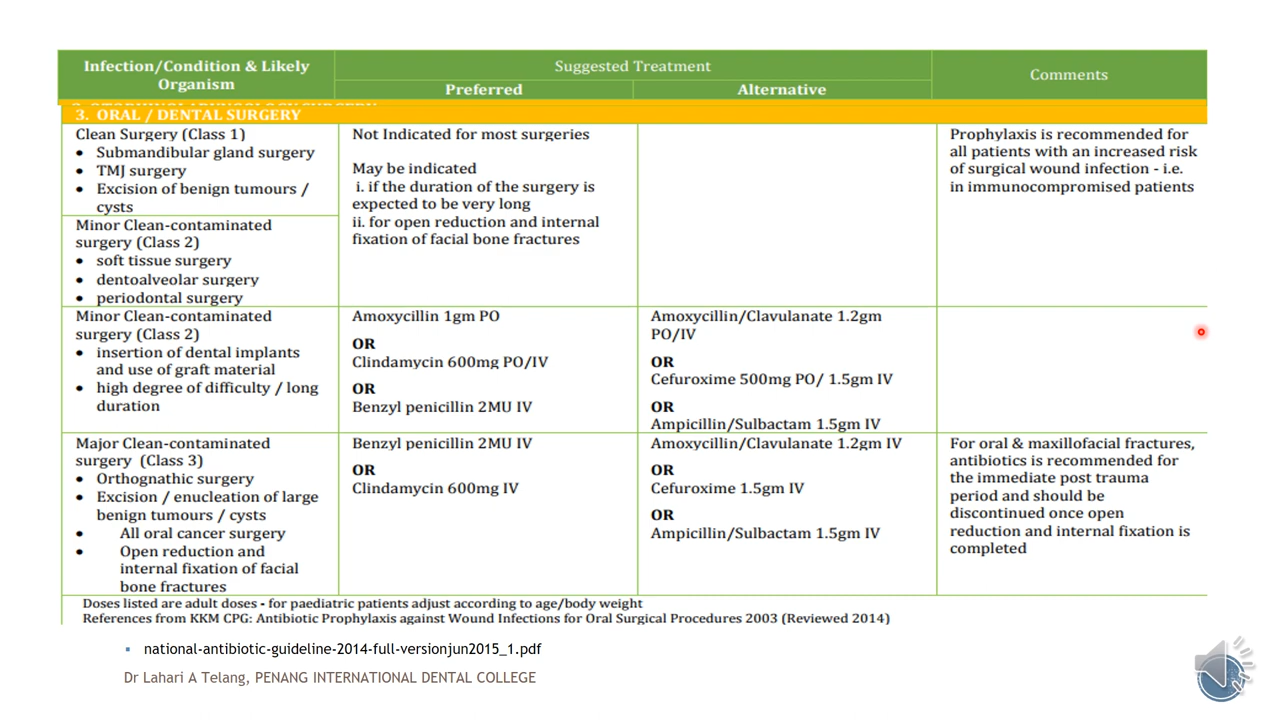 Infection/Condition & Likely
Organism
Suggested Treatment
Comments
Preferred
Alternative
3. ORAL / DENTAL SURGERY
Clean Surgery (Class 1)
• Submandibular gland surgery
• TMJ surgery
• Excision of benign tumours /
cysts
Minor Clean-contaminated
surgery (Class 2)
• soft tissue surgery
• dentoalveolar surgery
• periodontal surgery
Not Indicated for most surgeries
May be indicated
i. if the duration of the surgery is
expected to be very long
ii. for open reduction and internal
fixation of facial bone fractures
Prophylaxis is recommended for
all patients with an increased risk
of surgical wound infection - i.e.
in immunocompromised patients
Minor Clean-contaminated
surgery (Class 2)
• insertion of dental implants
and use of graft material
• high degree of difficulty / long
duration
Amoxycillin 1gm PO
OR
Clindamycin 600mg PO/IV
OR
Benzyl penicillin 2MU IV
Amoxycillin/Clavulanate 1.2gm
PO/IV
OR
Cefuroxime 500mg PO/ 1.5gm IV
OR
Ampicillin/Sulbactam 1.5gm IV
Major Clean-contaminated
surgery (Class 3)
• Orthognathic surgery
• Excision / enucleation of large
benign tumours / cysts
• All oral cancer surgery
• Open reduction and
internal fixation of facial
bone fractures
Benzyl penicillin 2MU IV
OR
Clindamycin 600mg IV
Amoxycillin/Clavulanate 1.2gm IV
OR
Cefuroxime 1.5gm IV
OR
Ampicillin/Sulbactam 1.5gm IV
For oral & maxillofacial fractures,
antibiotics is recommended for
the immediate post trauma
period and should be
discontinued once open
reduction and internal fixation is
completed
Doses listed are adult doses - for paediatric patients adjust according to age/body weight
References from KKM CPG: Antibiotic Prophylaxis against Wound Infections for Oral Surgical Procedures 2003 (Reviewed 2014)
▪ national-antibiotic-guideline-2014-full-versionjun2015_1.pdf
Dr Lahari A Telang, PENANG INTERNATIONAL DENTAL COLLEGE